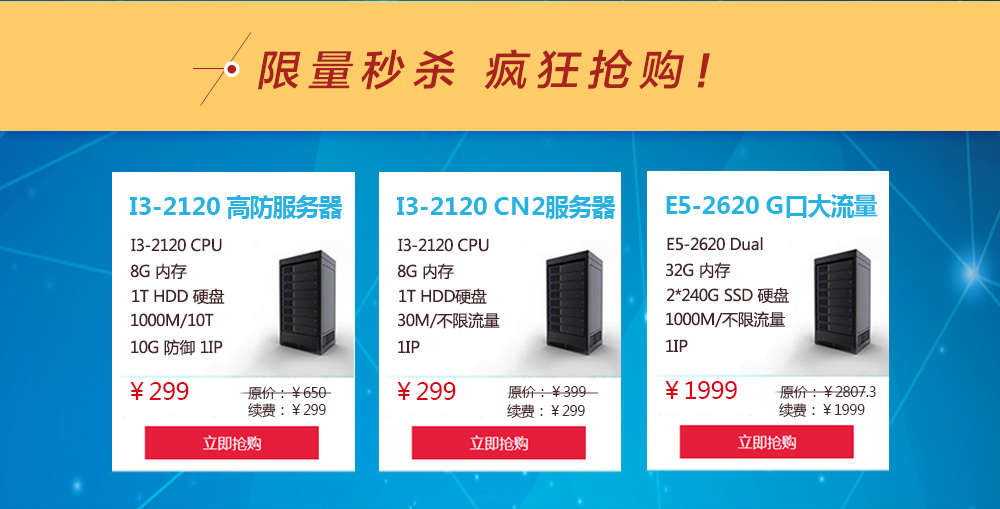 限量秒杀 疯狂抢购！
I3-2120 高防服务器
I3-2120 CPU
8G 内存
1T HDD 硬盘
1000M/10T
10G 防御 1IP
￥299
原价：￥650
续费：￥299
立即抢购
I3-2120 CN2服务器
I3-2120 CPU
8G 内存
1T HDD硬盘
30M/不限流量
1IP
￥299
原价：￥399
续费：￥299
立即抢购
E5-2620 G口大流量
E5-2620 Dual
32G 内存
2*240G SSD 硬盘
1000M/不限流量
1IP
￥1999
原价：￥2807.3
续费：￥1999
立即抢购